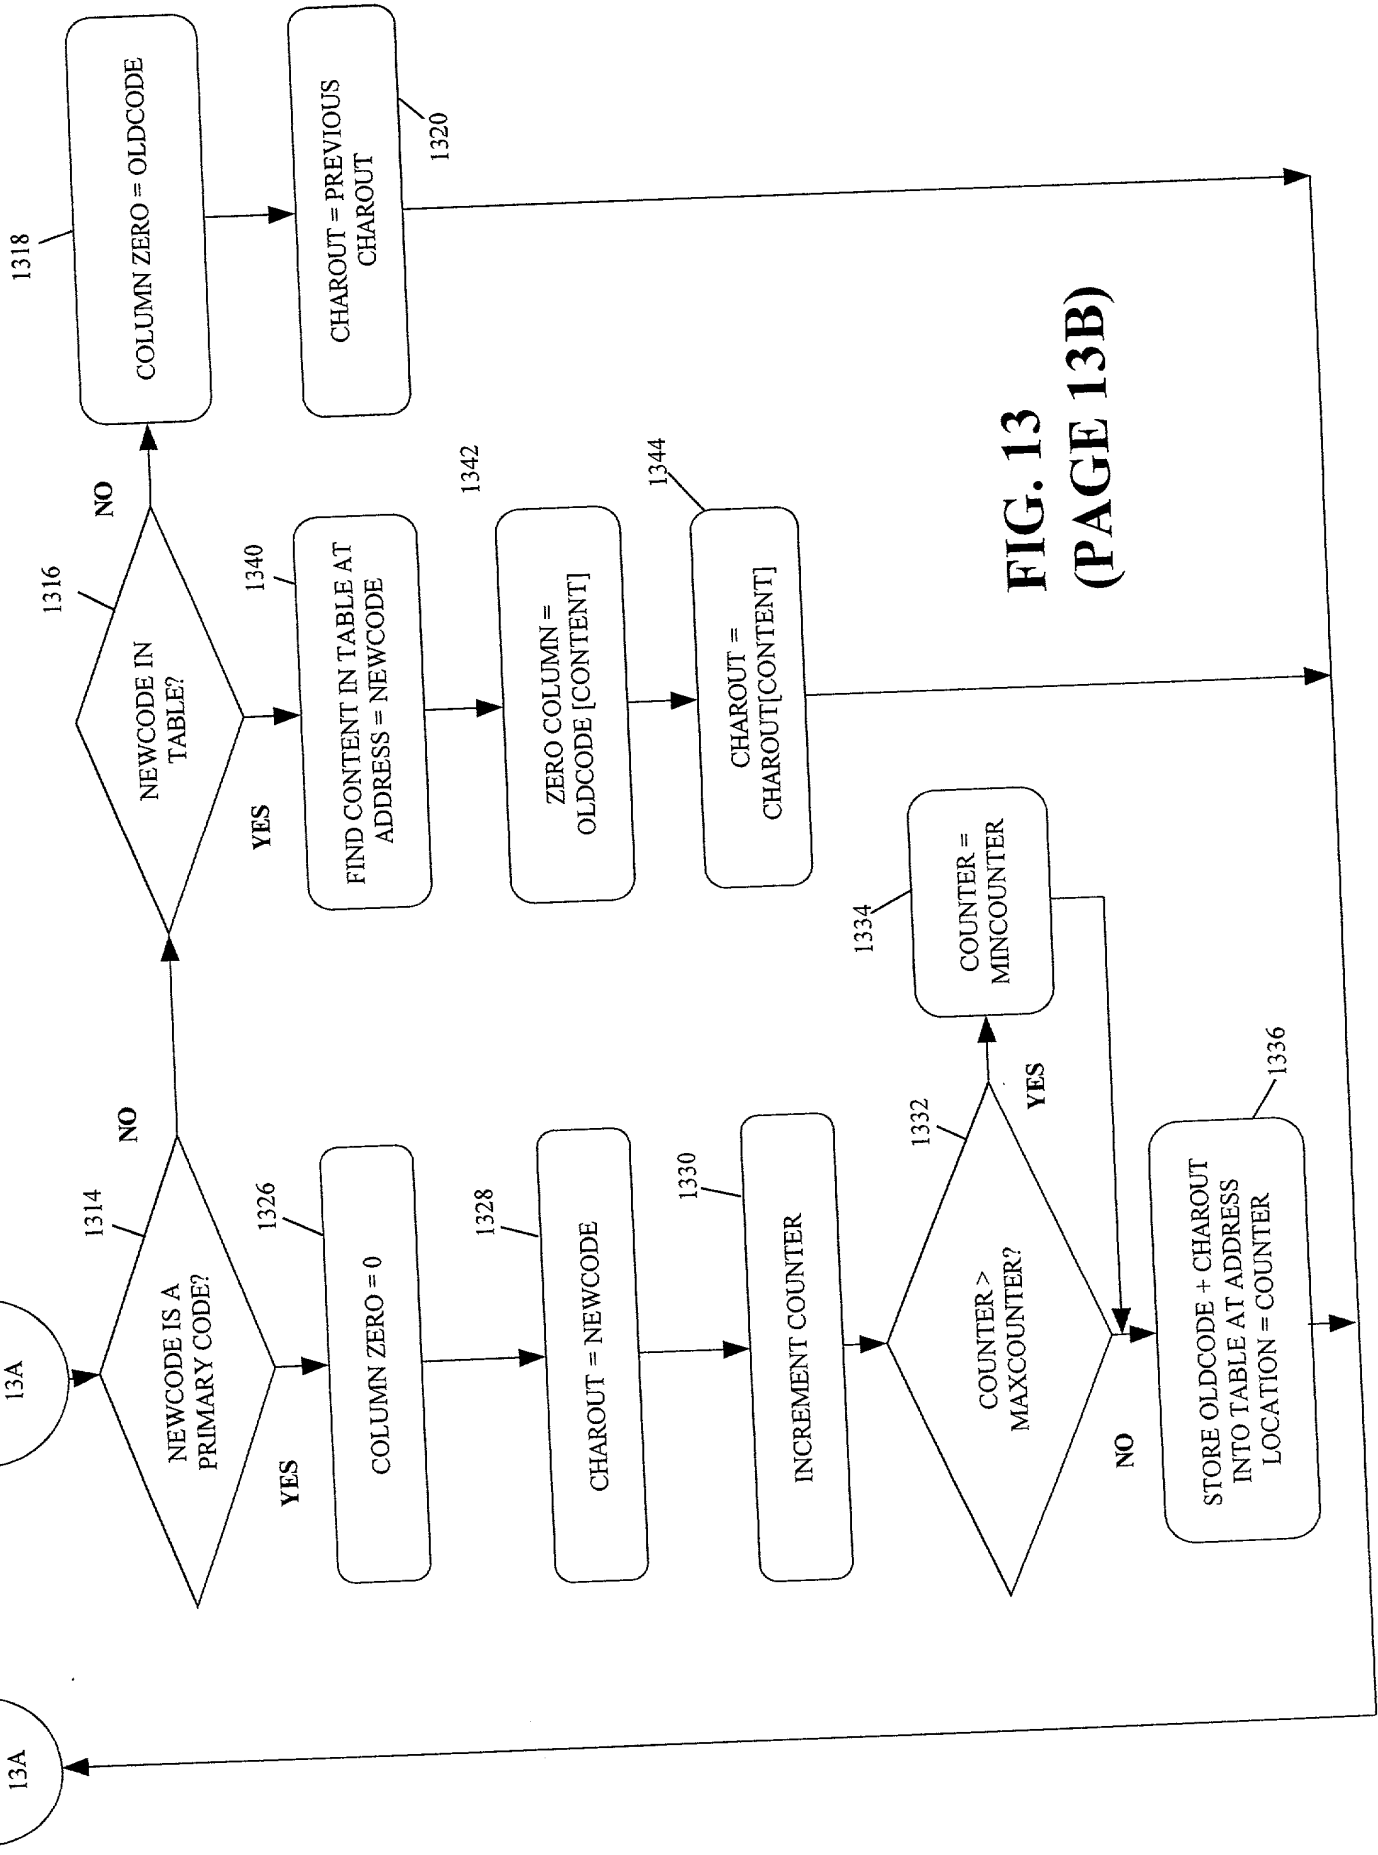 13A
13A
1314
NEWCODE IS A
PRIMARY CODE?
NO
YES
1316
NEWCODE IN
TABLE?
NO
YES
1318
COLUMN ZERO = OLDCODE
1320
CHAROUT = PREVIOUS
CHAROUT
1326
COLUMN ZERO = 0
1328
CHAROUT = NEWCODE
1330
INCREMENT COUNTER
1332
COUNTER >
MAXCOUNTER?
YES
NO
1334
COUNTER =
MINCOUNTER
1336
STORE OLDCODE + CHAROUT
INTO TABLE AT ADDRESS
LOCATION = COUNTER
1340
FIND CONTENT IN TABLE AT
ADDRESS = NEWCODE
1342
ZERO COLUMN =
OLDCODE [CONTENT]
1344
CHAROUT =
CHAROUT[CONTENT]
FIG. 13
(PAGE 13B)